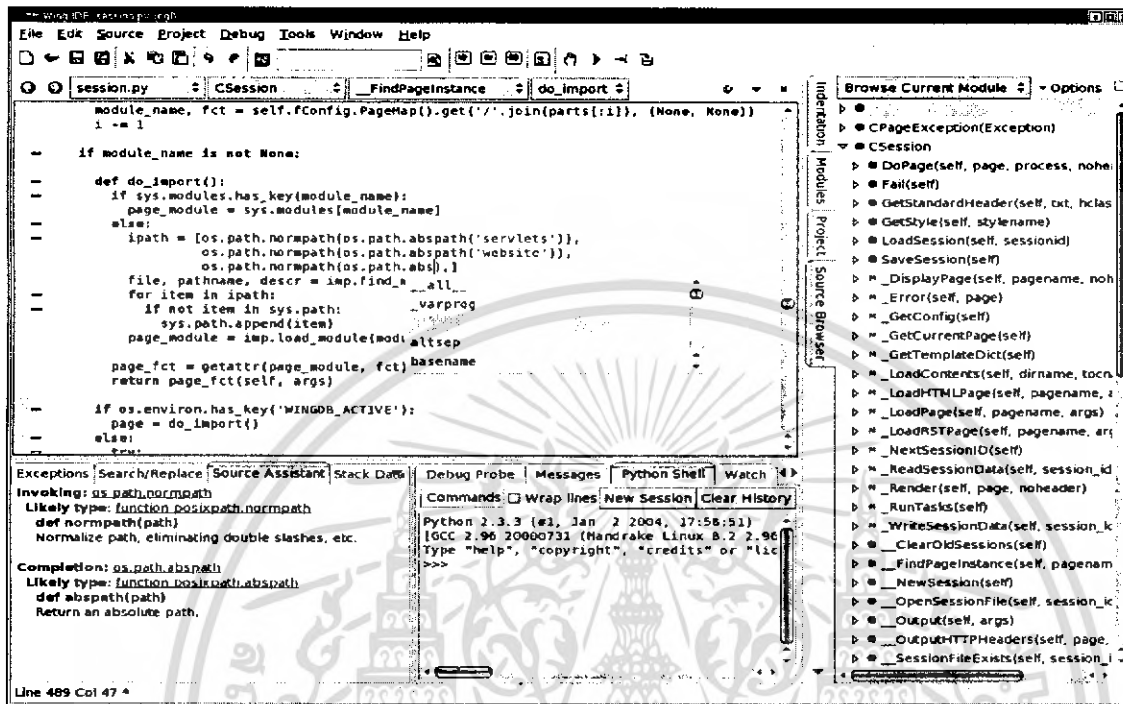 Wing IDE: session.py
File Edit Source Project Debug Tools Window Help
session.py CSession __FindPageInstance do_import
module_name, fct = self.fConfig.PageMap().get('/'.join(parts[:i]), (None, None))
i -= 1
if module_name is not None:
def do_import():
if sys.modules.has_key(module_name):
page_module = sys.modules[module_name]
else:
ipath = [os.path.normpath(os.path.abspath('servlets')),
os.path.normpath(os.path.abspath('website')),
os.path.normpath(os.path.abs),]
file, pathname, descr = imp.find_m
for item in ipath:
if not item in sys.path:
sys.path.append(item)
page_module = imp.load_module(modu
page_fct = getattr(page_module, fct)
return page_fct(self, args)
if os.environ.has_key('WINGDB_ACTIVE'):
page = do_import()
else:
try:
__all__
_varprog
altsep
basename
Indentation
Modules
Project
Source Browser
Browse Current Module Options
CPageException(Exception)
CSession
DoPage(self, page, process, nohe
Fail(self)
GetStandardHeader(self, txt, hclas
GetStyle(self, stylename)
LoadSession(self, sessionid)
SaveSession(self)
_DisplayPage(self, pagename, noh
_Error(self, page)
_GetConfig(self)
_GetCurrentPage(self)
_GetTemplateDict(self)
_LoadContents(self, dirname, tocn
_LoadHTMLPage(self, pagename, a
_LoadPage(self, pagename, args)
_LoadRSTPage(self, pagename, arg
_NextSessionID(self)
_ReadSessionData(self, session_id
_Render(self, page, noheader)
_RunTasks(self)
_WriteSessionData(self, session_k
__ClearOldSessions(self)
__FindPageInstance(self, pagenam
__NewSession(self)
__OpenSessionFile(self, session_ic
__Output(self, args)
__OutputHTTPHeaders(self, page,
__SessionFileExists(self, session_i
Exceptions Search/Replace Source Assistant Stack Data
Invoking: os.path.normpath
Likely type: function posixpath.normpath
def normpath(path)
Normalize path, eliminating double slashes, etc.
Completion: os.path.abspath
Likely type: function posixpath.abspath
def abspath(path)
Return an absolute path.
Debug Probe Messages Python Shell Watch
Commands Wrap lines New Session Clear History
Python 2.3.3 (#1, Jan 2 2004, 17:58:51)
[GCC 2.96 20000731 (Mandrake Linux 8.2 2.96
Type "help", "copyright", "credits" or "lic
>>>
Line 489 Col 47 *